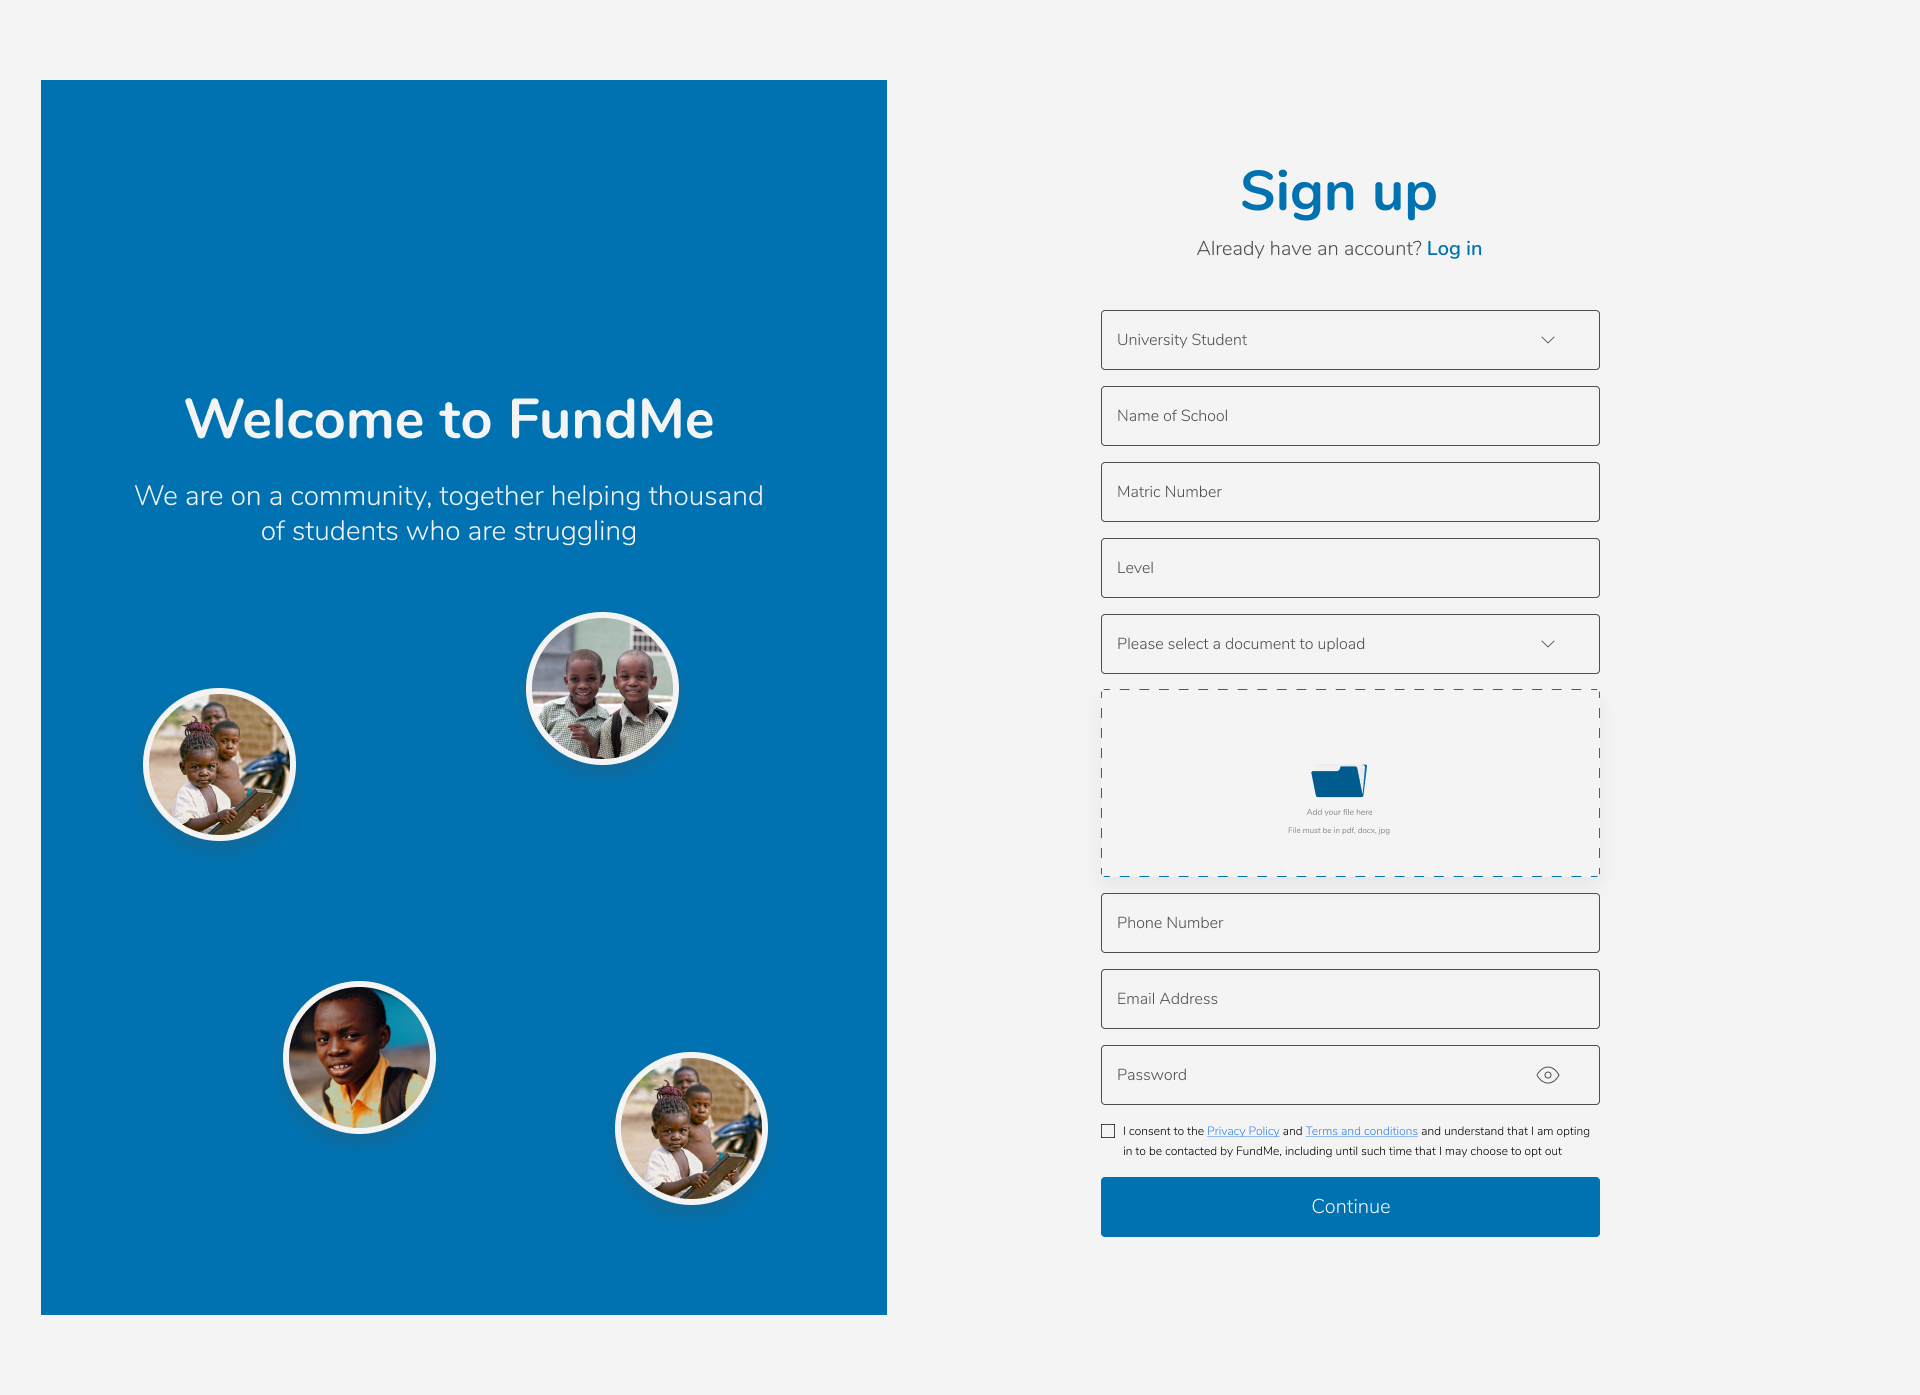 Welcome to FundMe
We are on a community, together helping thousand
of students who are struggling
Sign up
Already have an account? Log in
University Student
Name of School
Matric Number
Level
Please select a document to upload
Add your file here
File must be in pdf, docx, jpg
Phone Number
Email Address
Password
I consent to the Privacy Policy and Terms and conditions and understand that I am opting
in to be contacted by FundMe, including until such time that I may choose to opt out
Continue